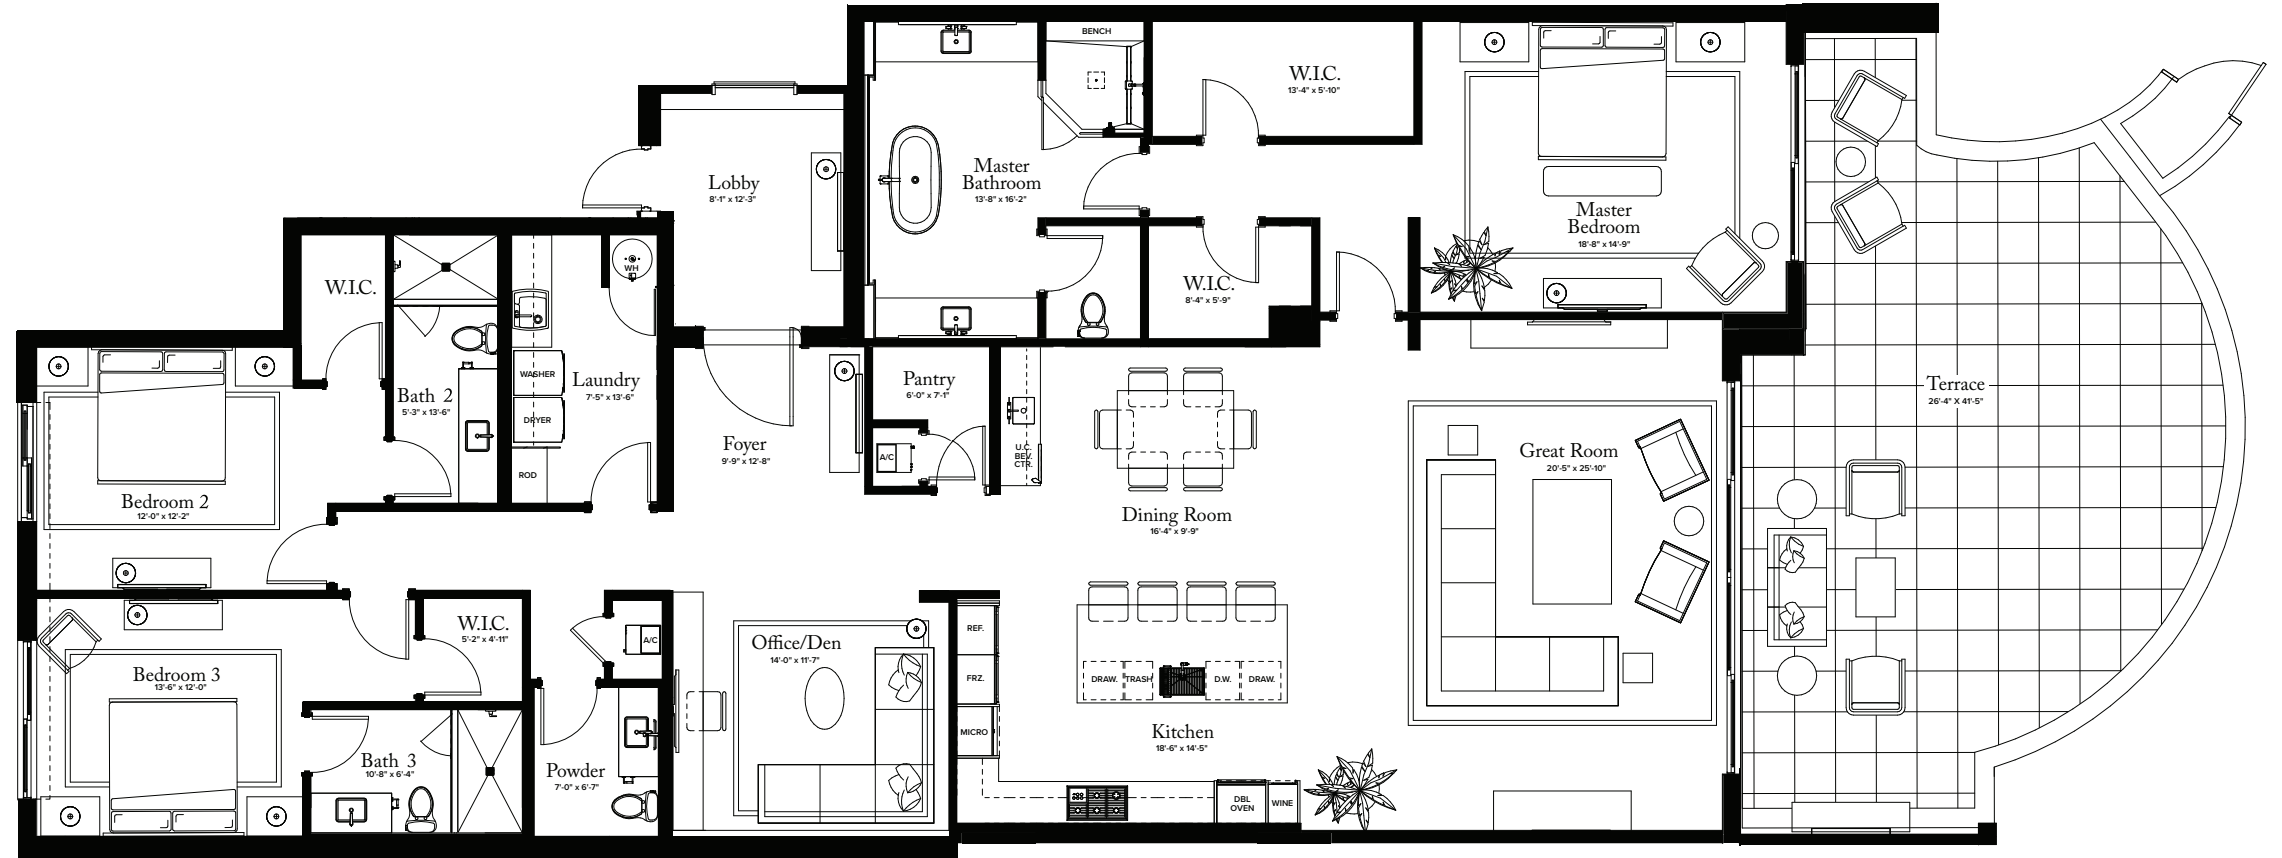 BENCH
W.I.C.
13'-4" x 5'-10"
Master
Bathroom
13'-8" x 16'-2"
Lobby
8'-1" x 12'-3"
Master
Bedroom
18'-8" x 14'-9"
WH
W.I.C.
W.I.C.
8'-4" x 5'-9"
WASHER
Laundry
7'-5" x 13'-6"
DRYER
ROD
Bath 2
5'-3" x 13'-6"
Pantry
6'-0" x 7'-1"
A/C
Foyer
9'-9" x 12'-8"
U.C.
BEV.
CTR.
Terrace
26'-4" X 41'-5"
Great Room
20'-5" x 25'-10"
Bedroom 2
12'-0" x 12'-2"
Dining Room
16'-4" x 9'-9"
W.I.C.
5'-2" x 4'-11"
A/C
Office/Den
14'-0" x 11'-7"
REF.
FRZ.
MICRO
DRAW.
TRASH
D.W.
DRAW.
Bedroom 3
13'-6" x 12'-0"
Kitchen
18'-6" x 14'-5"
Bath 3
10'-8" x 6'-4"
Powder
7'-0" x 6'-7"
DBL
OVEN
WINE